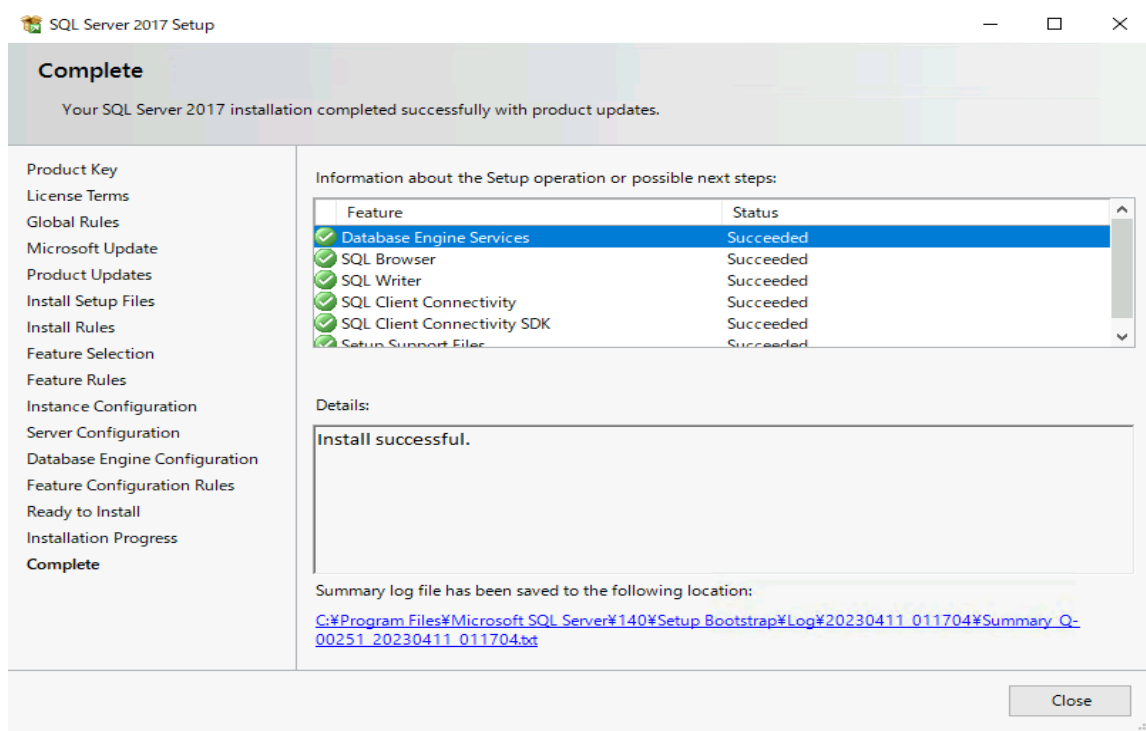 SQL Server 2017 Setup
Complete
Your SQL Server 2017 installation completed successfully with product updates.
Product Key
License Terms
Global Rules
Microsoft Update
Product Updates
Install Setup Files
Install Rules
Feature Selection
Feature Rules
Instance Configuration
Server Configuration
Database Engine Configuration
Feature Configuration Rules
Ready to Install
Installation Progress
Complete
Information about the Setup operation or possible next steps:
Feature Status
Database Engine Services Succeeded
SQL Browser Succeeded
SQL Writer Succeeded
SQL Client Connectivity Succeeded
SQL Client Connectivity SDK Succeeded
Setup Support Files Succeeded
Details:
Install successful.
Summary log file has been saved to the following location:
C:¥Program Files¥Microsoft SQL Server¥140¥Setup Bootstrap¥Log¥20230411_011704¥Summary_Q-
00251_20230411_011704.txt
Close